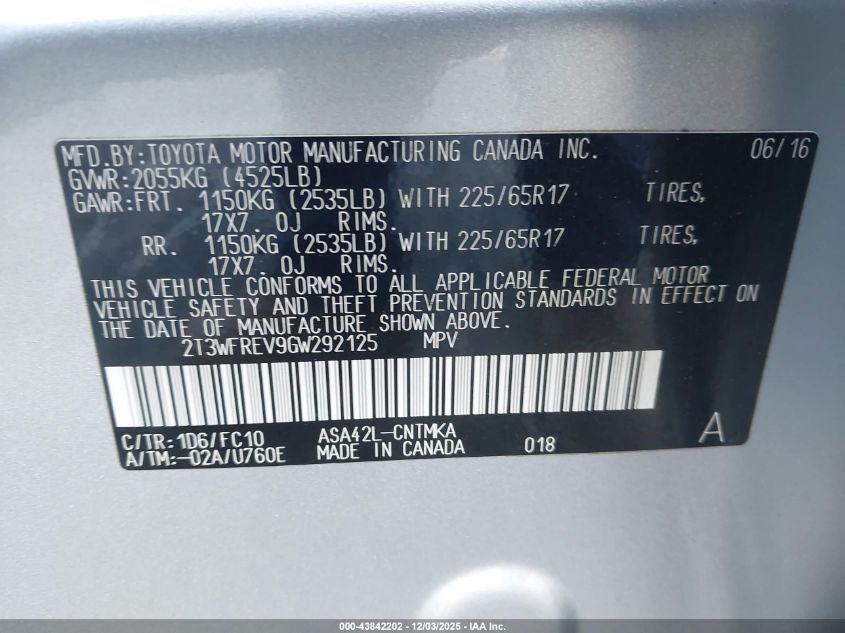 MFD.BY:TOYOTA MOTOR MANUFACTURING CANADA INC. 06/16
GVWR:2055KG (4525LB)
GAWR:FRT. 1150KG (2535LB) WITH 225/65R17 TIRES,
17X7.0J RIMS.
RR. 1150KG (2535LB) WITH 225/65R17 TIRES,
17X7.0J RIMS.
THIS VEHICLE CONFORMS TO ALL APPLICABLE FEDERAL MOTOR
VEHICLE SAFETY AND THEFT PREVENTION STANDARDS IN EFFECT ON
THE DATE OF MANUFACTURE SHOWN ABOVE.
2T3WFREV9GW292125 MPV
C/TR:1D6/FC10 ASA42L-CNTMKA A
A/TM:-02A/U760E MADE IN CANADA 018
000-43842202 - 12/03/2025 - IAA Inc.